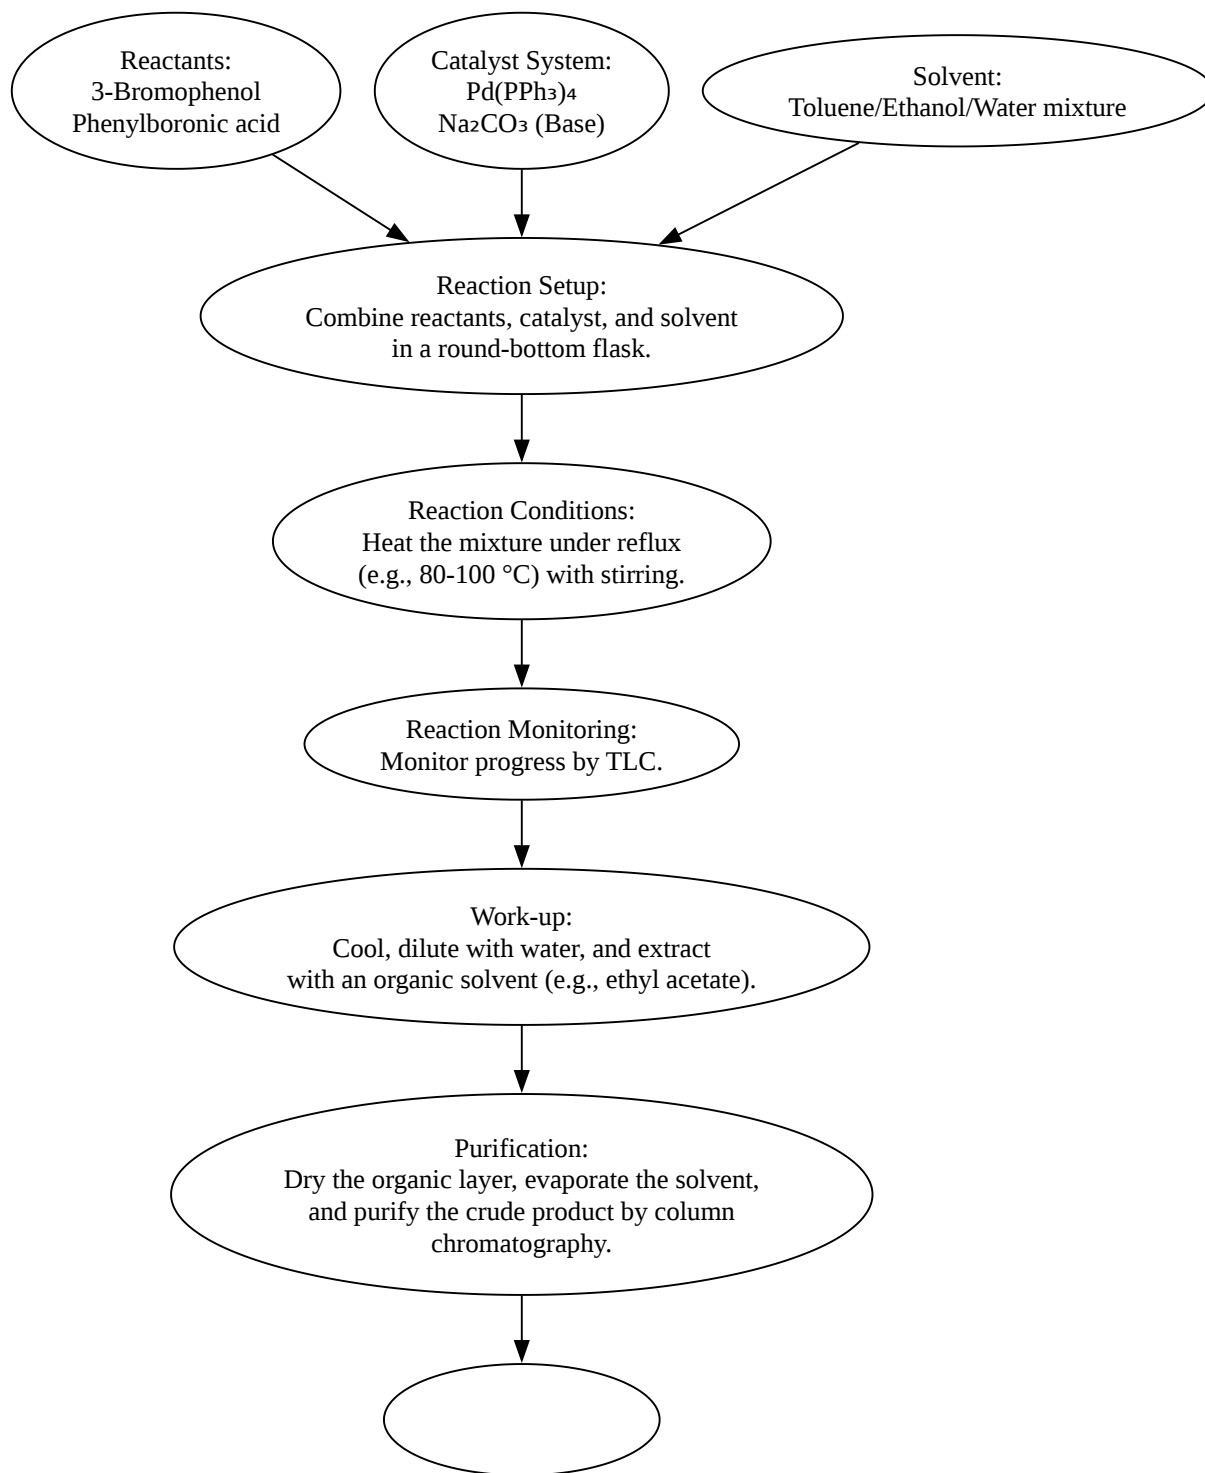 Reactants:
3-Bromophenol
Phenylboronic acid
Catalyst System:
Pd(PPh₃)₄
Na₂CO₃ (Base)
Solvent:
Toluene/Ethanol/Water mixture
Reaction Setup:
Combine reactants, catalyst, and solvent
in a round-bottom flask.
Reaction Conditions:
Heat the mixture under reflux
(e.g., 80-100 °C) with stirring.
Reaction Monitoring:
Monitor progress by TLC.
Work-up:
Cool, dilute with water, and extract
with an organic solvent (e.g., ethyl acetate).
Purification:
Dry the organic layer, evaporate the solvent,
and purify the crude product by column
chromatography.